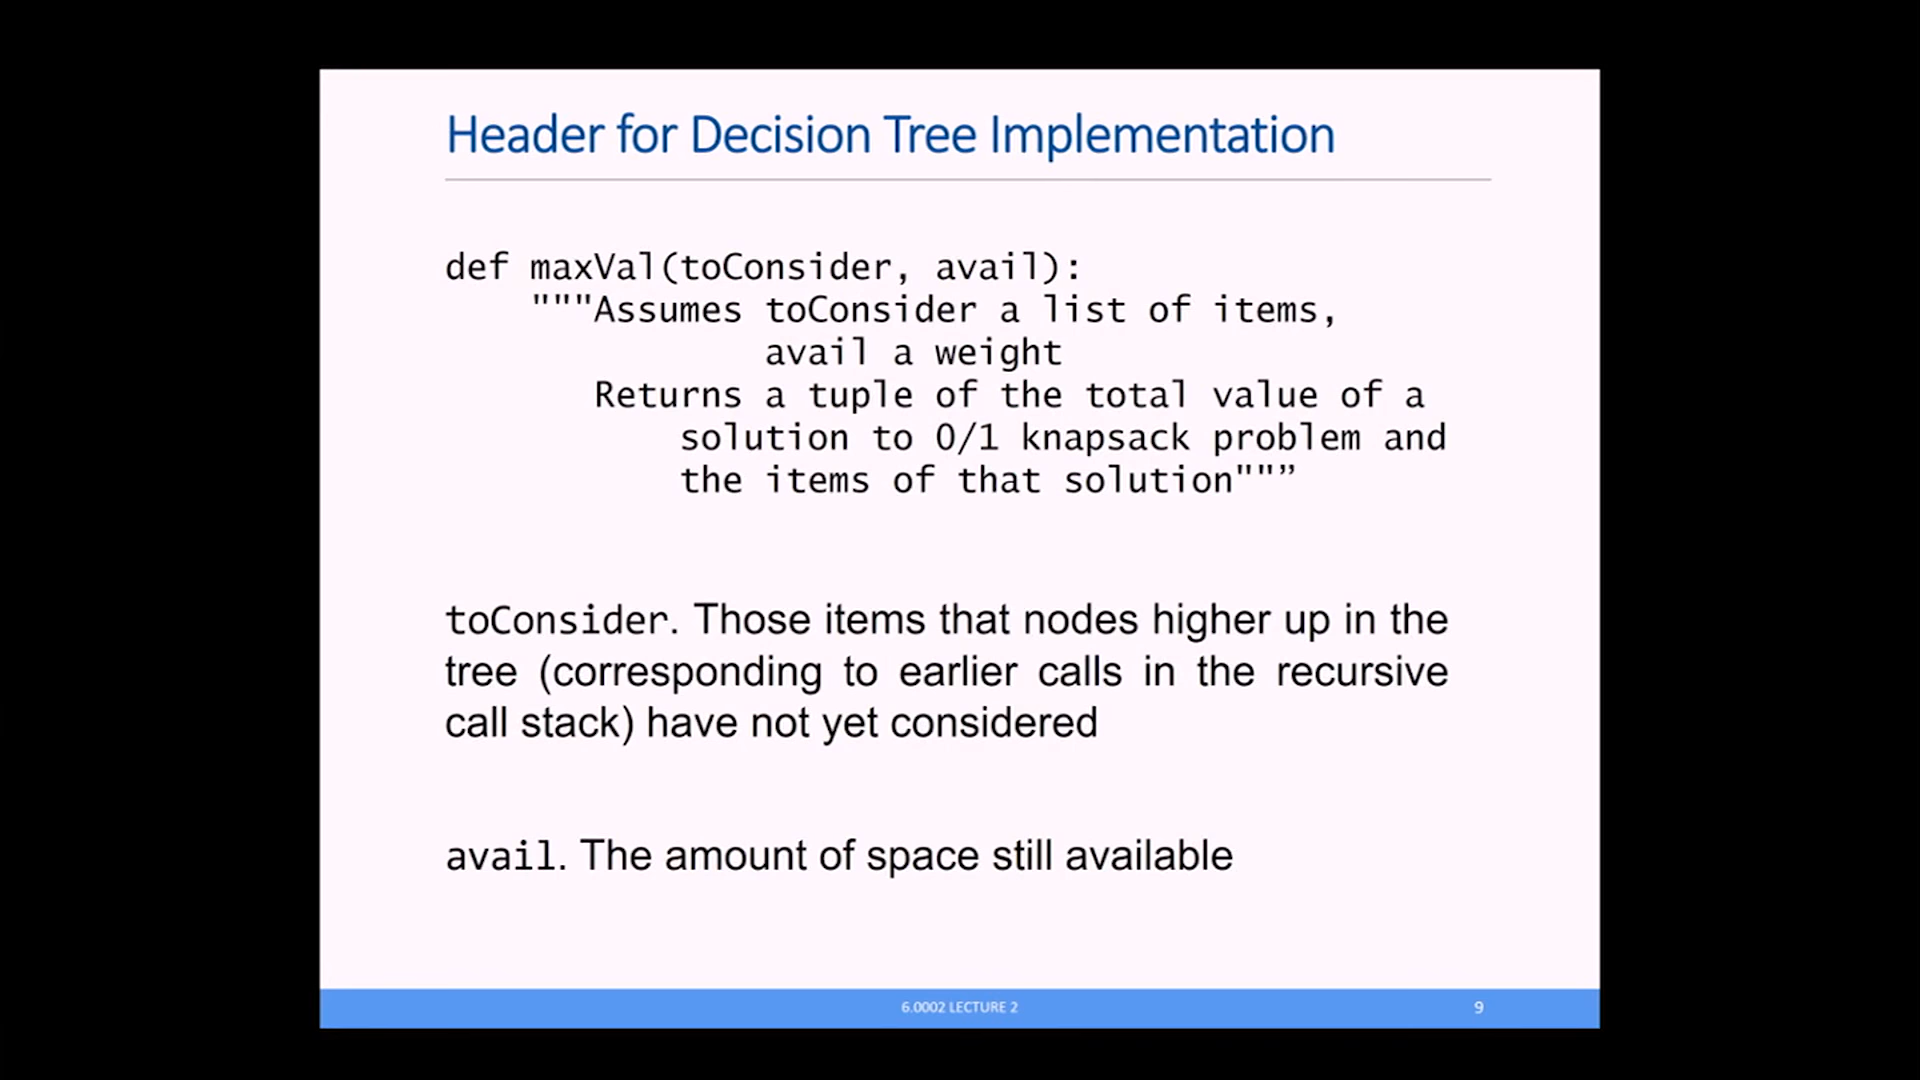 Header for Decision Tree Implementation
def maxVal(toConsider, avail):
"""Assumes toConsider a list of items,
avail a weight
Returns a tuple of the total value of a
solution to 0/1 knapsack problem and
the items of that solution""”
toConsider. Those items that nodes higher up in the
tree (corresponding to earlier calls in the recursive
call stack) have not yet considered
avail. The amount of space still available
6.0002 LECTURE 2
9